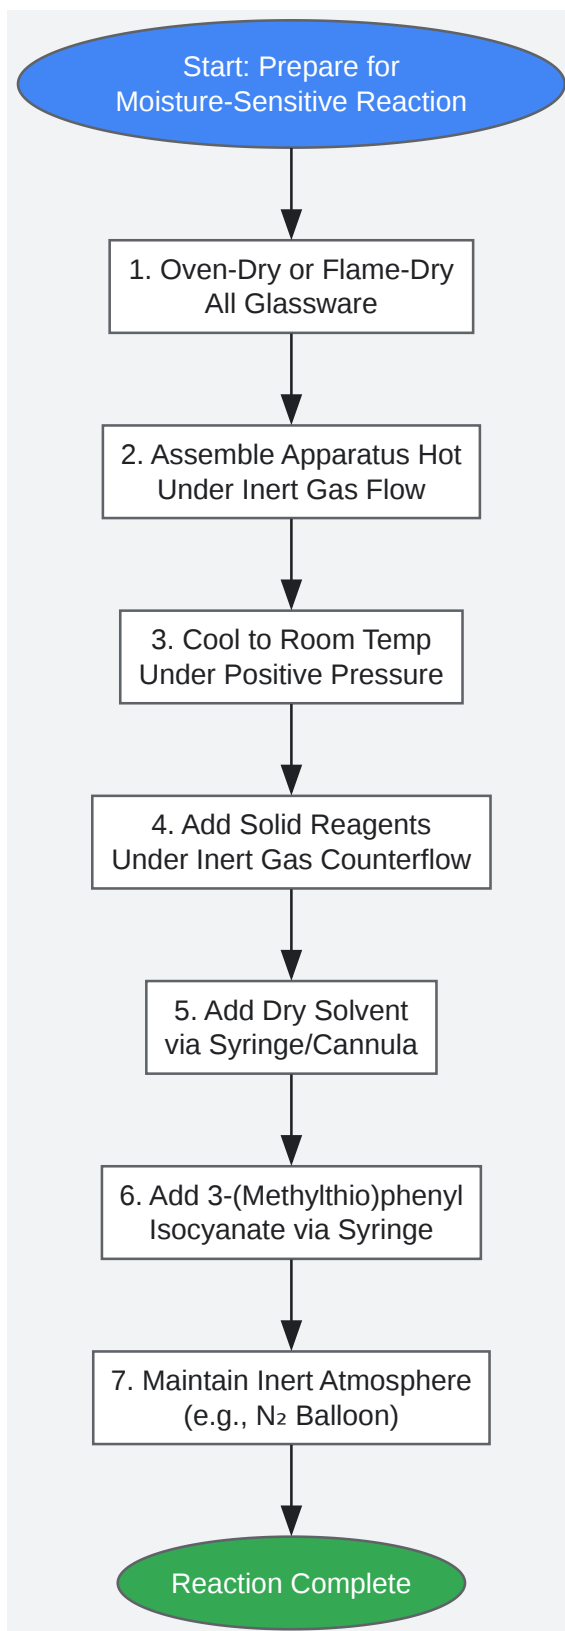 Start: Prepare for
Moisture-Sensitive Reaction
1. Oven-Dry or Flame-Dry
All Glassware
2. Assemble Apparatus Hot
Under Inert Gas Flow
3. Cool to Room Temp
Under Positive Pressure
4. Add Solid Reagents
Under Inert Gas Counterflow
5. Add Dry Solvent
via Syringe/Cannula
6. Add 3-(Methylthio)phenyl
Isocyanate via Syringe
7. Maintain Inert Atmosphere
(e.g., N₂ Balloon)
Reaction Complete